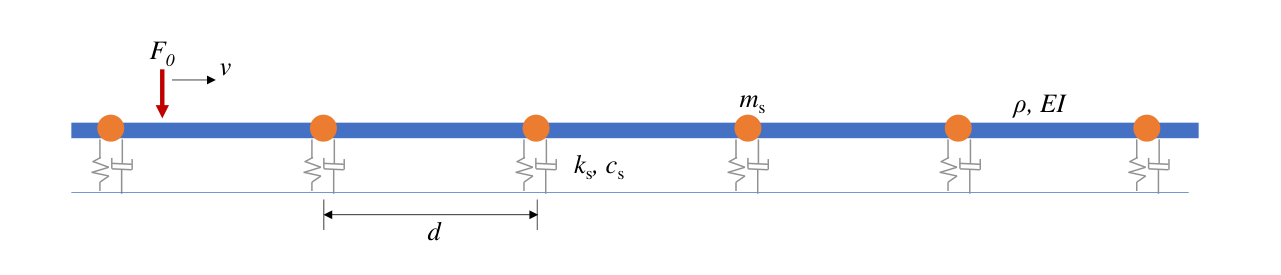 F₀
v
mₛ
ρ, EI
kₛ, cₛ
d